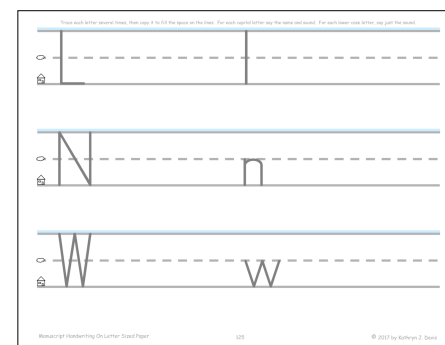 Trace each letter several times, then copy it to fill the space on the lines. For each capital letter say the name and sound. For each lower case letter, say just the sound.
L l
N n
W w
Manuscript Handwriting On Letter Sized Paper 125 © 2017 by Kathryn J. Davis